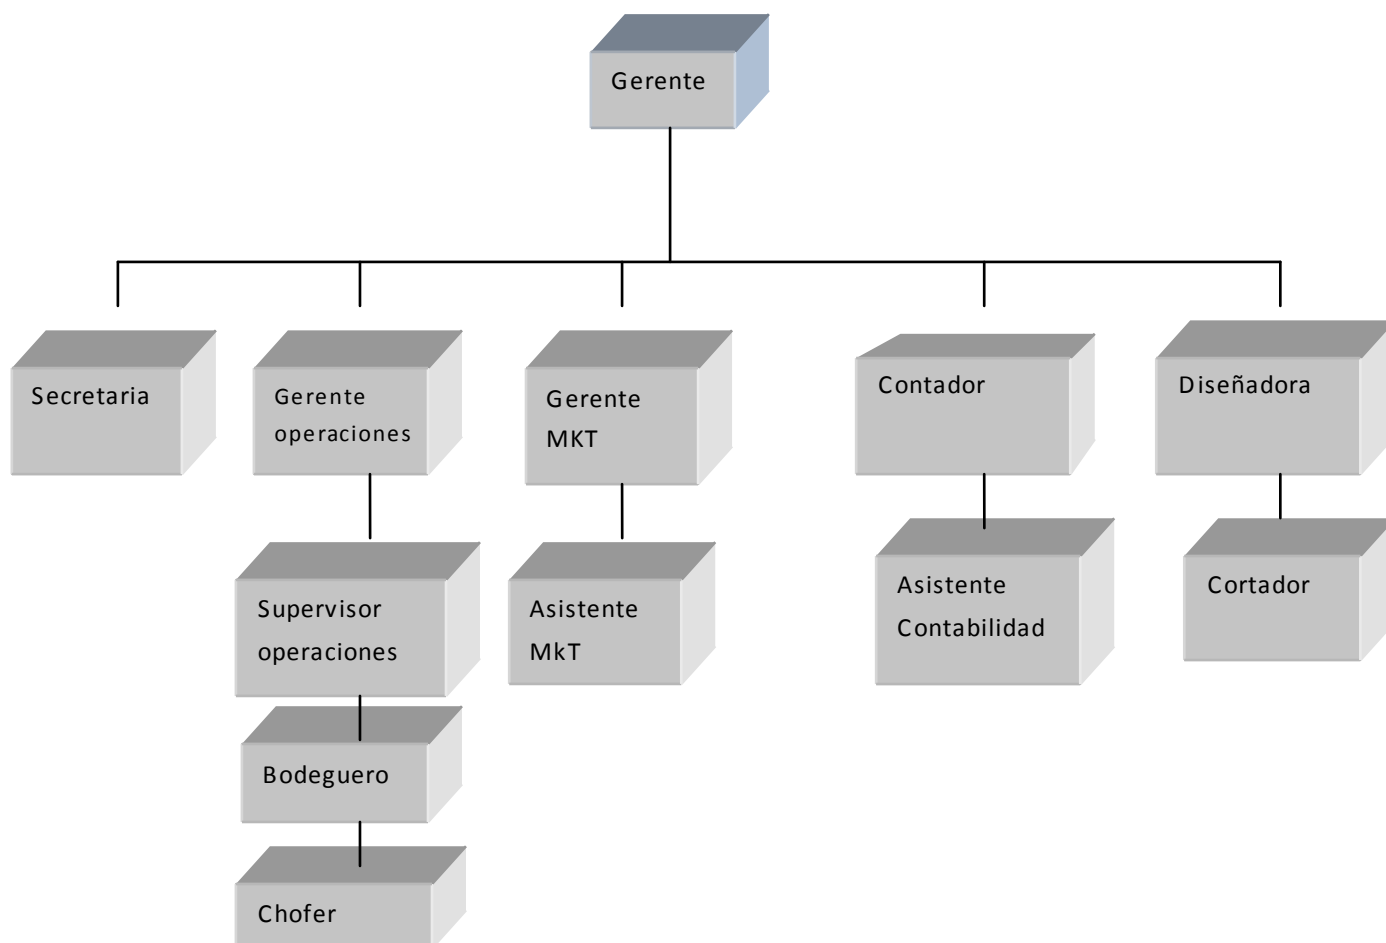 Gerente
Secretaria
Gerente
operaciones
Gerente
MKT
Contador
Diseñadora
Supervisor
operaciones
Asistente
MkT
Asistente
Contabilidad
Cortador
Bodeguero
Chofer